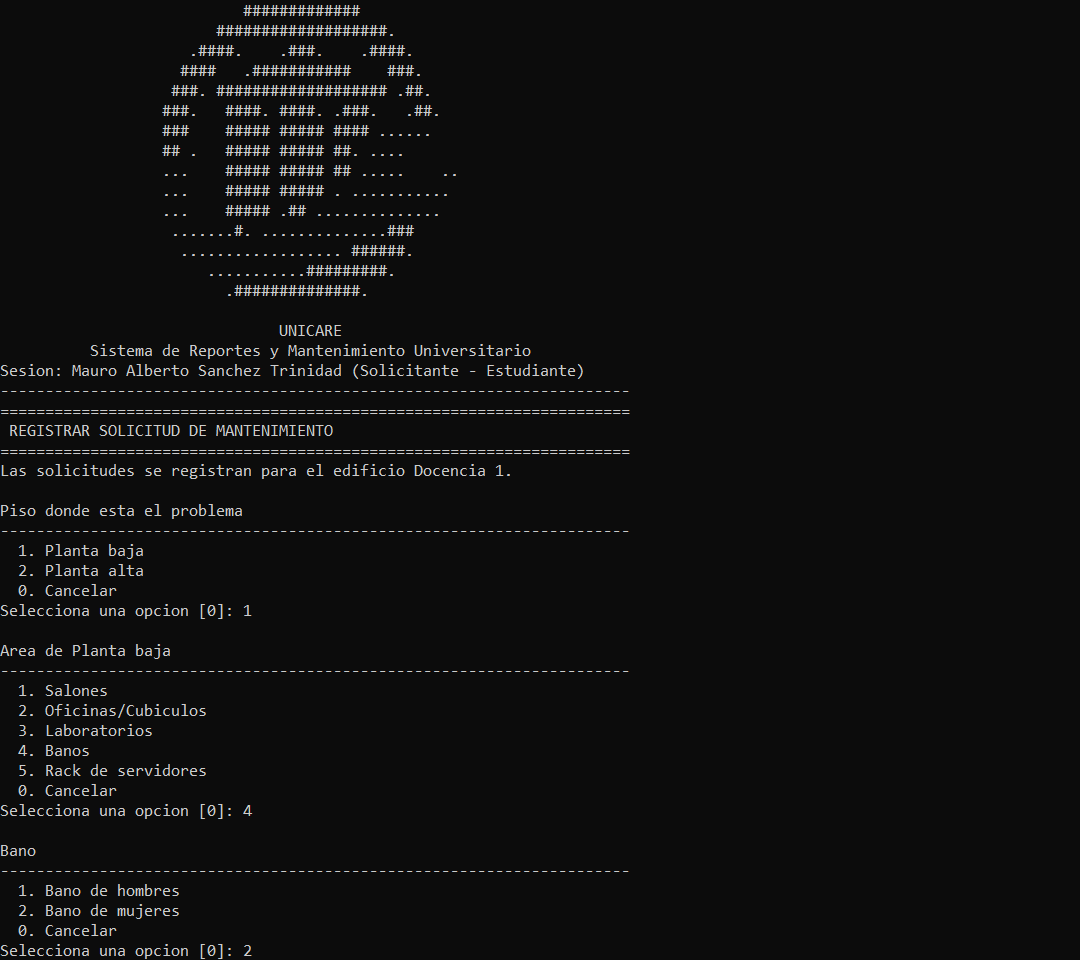 #############
###################.
.####.    .###.    .####.
####   .###########    ###.
###. ################### .##.
###.   ####. ####. .###.   .##.
###    ##### ##### #### ......
## .   ##### ##### ##. ....
...    ##### ##### ## .....    ..
...    ##### ##### . ...........
...    ##### .## ..............
.......#. ..............###
.................. ######.
...........#########.
.##############.
UNICARE
Sistema de Reportes y Mantenimiento Universitario
Sesion: Mauro Alberto Sanchez Trinidad (Solicitante - Estudiante)
----------------------------------------------------------------------
======================================================================
REGISTRAR SOLICITUD DE MANTENIMIENTO
======================================================================
Las solicitudes se registran para el edificio Docencia 1.
Piso donde esta el problema
----------------------------------------------------------------------
1. Planta baja
2. Planta alta
0. Cancelar
Selecciona una opcion [0]: 1
Area de Planta baja
----------------------------------------------------------------------
1. Salones
2. Oficinas/Cubiculos
3. Laboratorios
4. Banos
5. Rack de servidores
0. Cancelar
Selecciona una opcion [0]: 4
Bano
----------------------------------------------------------------------
1. Bano de hombres
2. Bano de mujeres
0. Cancelar
Selecciona una opcion [0]: 2